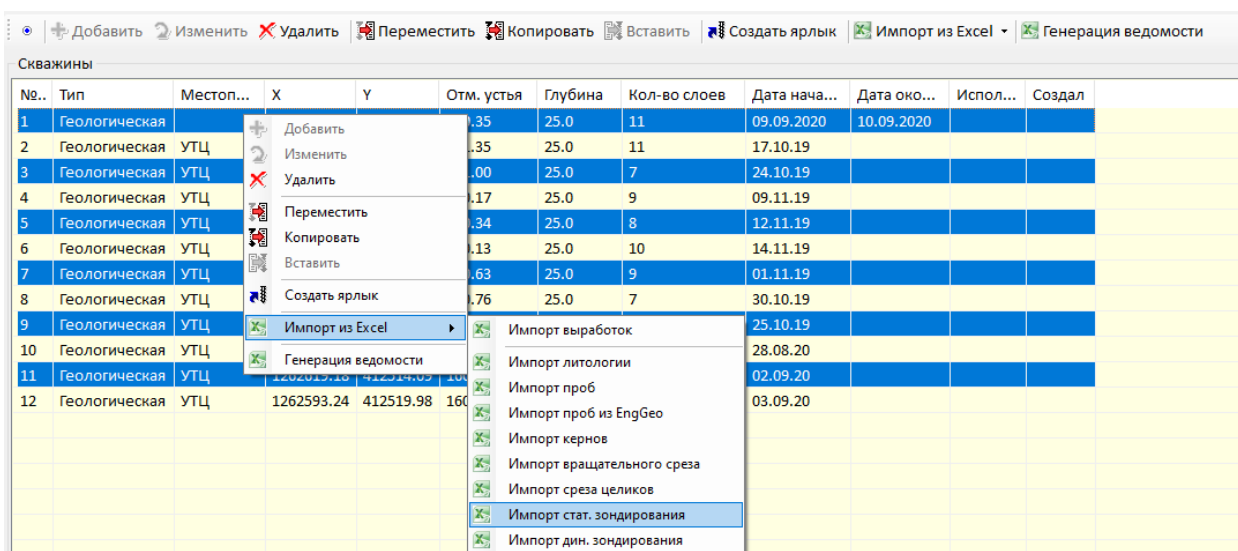 Добавить Изменить Удалить Переместить Копировать Вставить Создать ярлык Импорт из Excel Генерация ведомости
Скважины
№.. Тип Местоп... X Y Отм. устья Глубина Кол-во слоев Дата нача... Дата око... Испол... Создал
1 Геологическая .35 25.0 11 09.09.2020 10.09.2020
2 Геологическая УТЦ .35 25.0 11 17.10.19
3 Геологическая УТЦ .00 25.0 7 24.10.19
4 Геологическая УТЦ .17 25.0 9 09.11.19
5 Геологическая УТЦ .34 25.0 8 12.11.19
6 Геологическая УТЦ .13 25.0 10 14.11.19
7 Геологическая УТЦ .63 25.0 9 01.11.19
8 Геологическая УТЦ .76 25.0 7 30.10.19
9 Геологическая УТЦ 25.10.19
10 Геологическая УТЦ 28.08.20
11 Геологическая УТЦ 02.09.20
12 Геологическая УТЦ 1262593.24 412519.98 160 03.09.20
Добавить
Изменить
Удалить
Переместить
Копировать
Вставить
Создать ярлык
Импорт из Excel
Генерация ведомости
Импорт выработок
Импорт литологии
Импорт проб
Импорт проб из EngGeo
Импорт кернов
Импорт вращательного среза
Импорт среза целиков
Импорт стат. зондирования
Импорт дин. зондирования